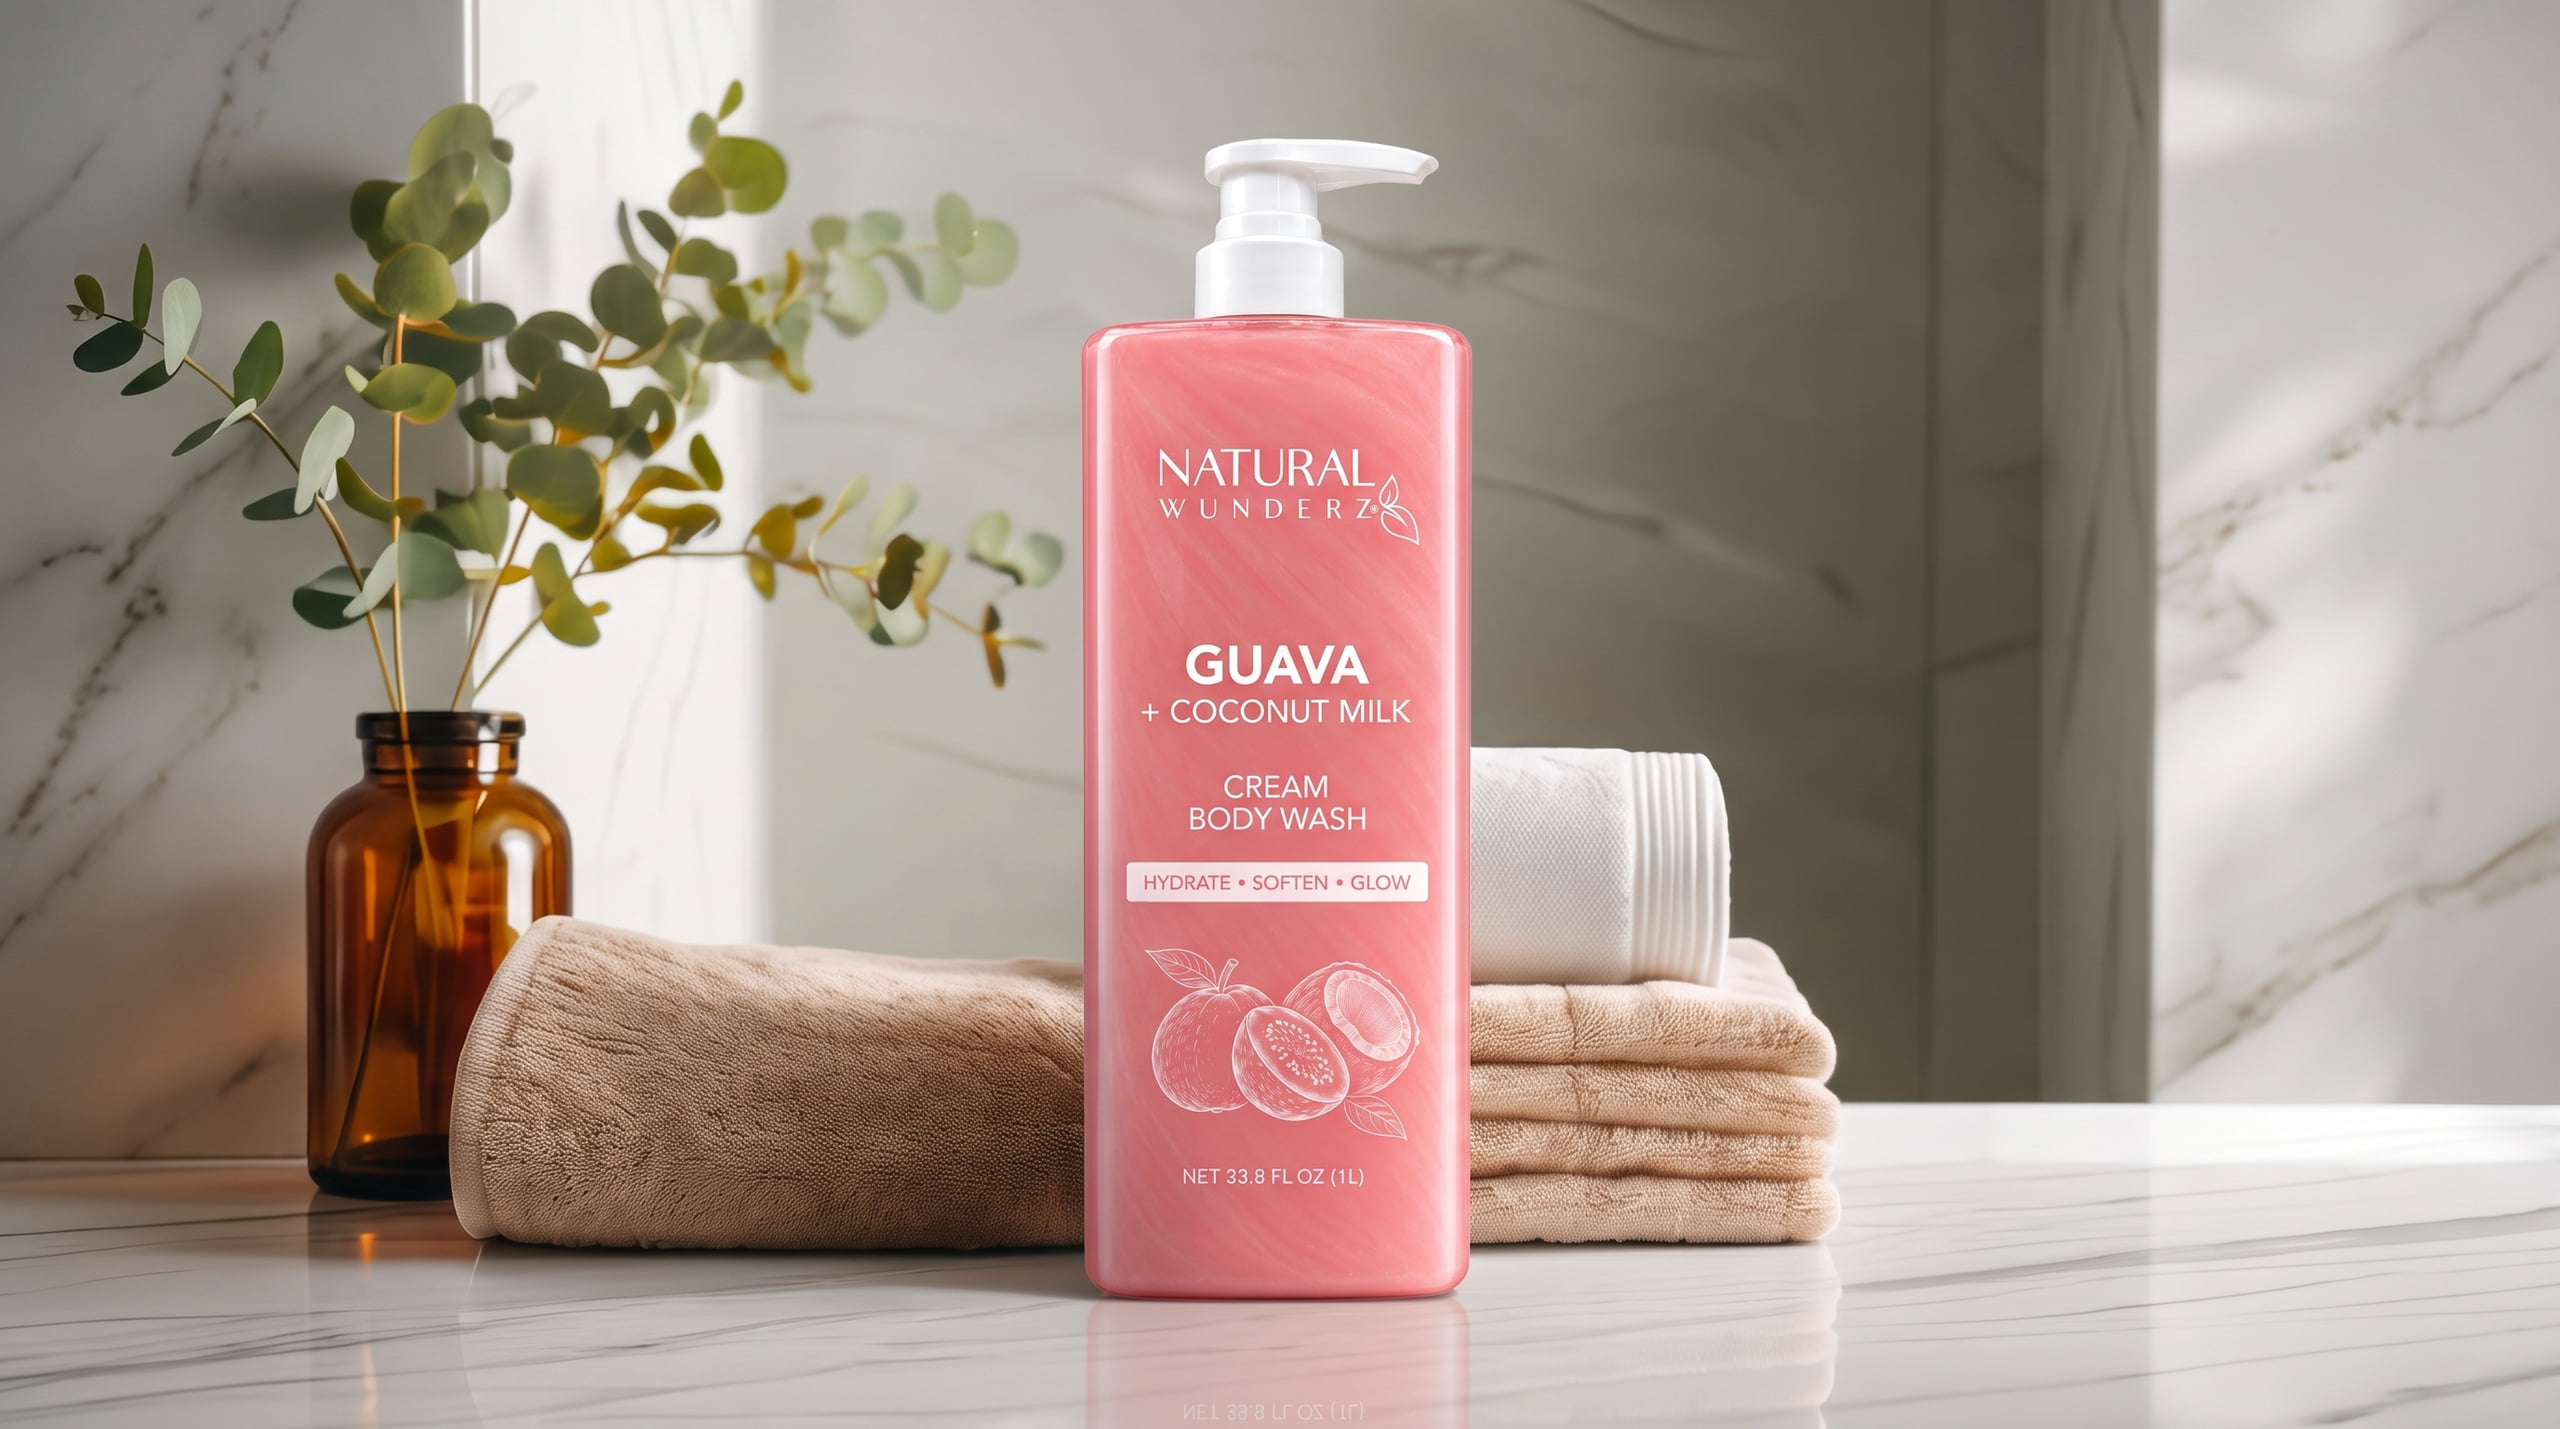 NATURAL
WUNDERZ®
GUAVA
+ COCONUT MILK
CREAM
BODY WASH
HYDRATE • SOFTEN • GLOW
NET 33.8 FL OZ (1L)